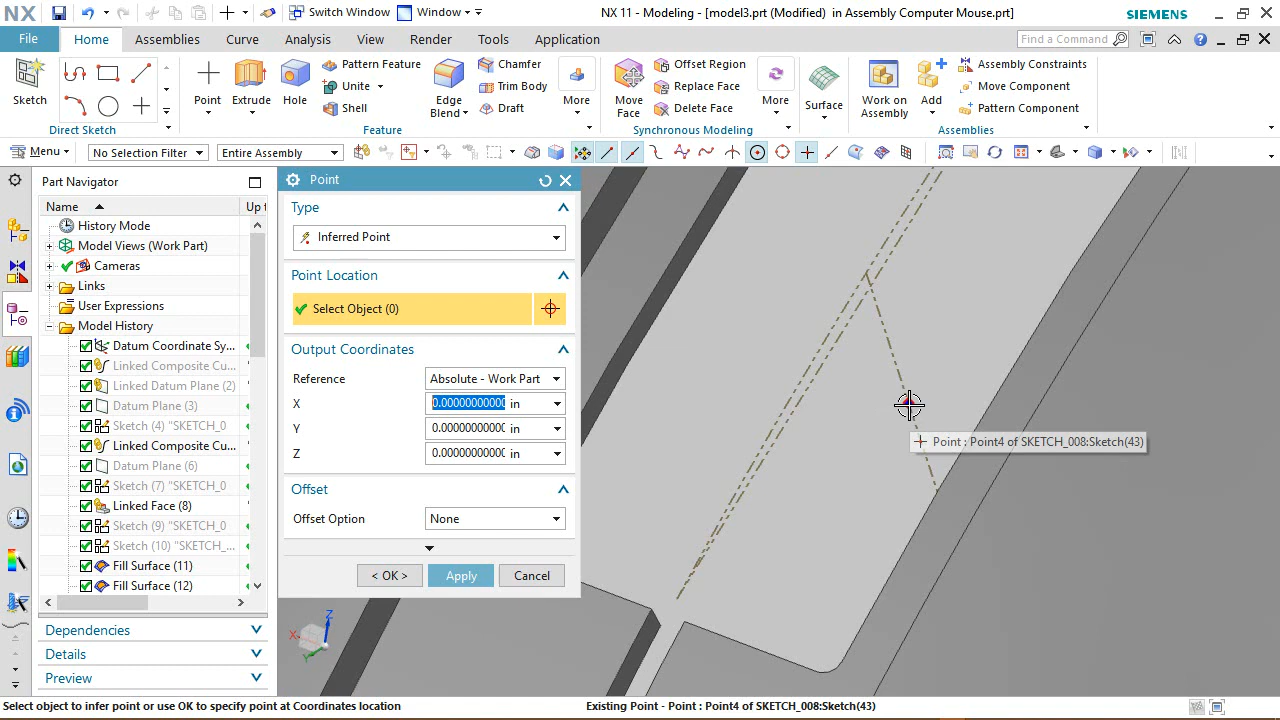 NX
Switch Window
Window
NX 11 - Modeling - [model3.prt (Modified) in Assembly Computer Mouse.prt]
SIEMENS
File
Home
Assemblies
Curve
Analysis
View
Render
Tools
Application
Find a Command
Sketch
Direct Sketch
Point
Extrude
Hole
Pattern Feature
Unite
Shell
Edge
Blend
Chamfer
Trim Body
Draft
More
Feature
Move
Face
Offset Region
Replace Face
Delete Face
More
Synchronous Modeling
Surface
Work on
Assembly
Add
Assembly Constraints
Move Component
Pattern Component
Assemblies
Menu
No Selection Filter
Entire Assembly
Part Navigator
Name
Up t
History Mode
Model Views (Work Part)
Cameras
Links
User Expressions
Model History
Datum Coordinate Sy...
Linked Composite Cu...
Linked Datum Plane (2)
Datum Plane (3)
Sketch (4) "SKETCH_0
Linked Composite Cu...
Datum Plane (6)
Sketch (7) "SKETCH_0
Linked Face (8)
Sketch (9) "SKETCH_0
Sketch (10) "SKETCH_...
Fill Surface (11)
Fill Surface (12)
Dependencies
Details
Preview
Point
Type
Inferred Point
Point Location
Select Object (0)
Output Coordinates
Reference
Absolute - Work Part
X
0.00000000000 in
Y
0.00000000000 in
Z
0.00000000000 in
Offset
Offset Option
None
< OK >
Apply
Cancel
Point : Point4 of SKETCH_008:Sketch(43)
Z
X
Y
Select object to infer point or use OK to specify point at Coordinates location
Existing Point - Point : Point4 of SKETCH_008:Sketch(43)